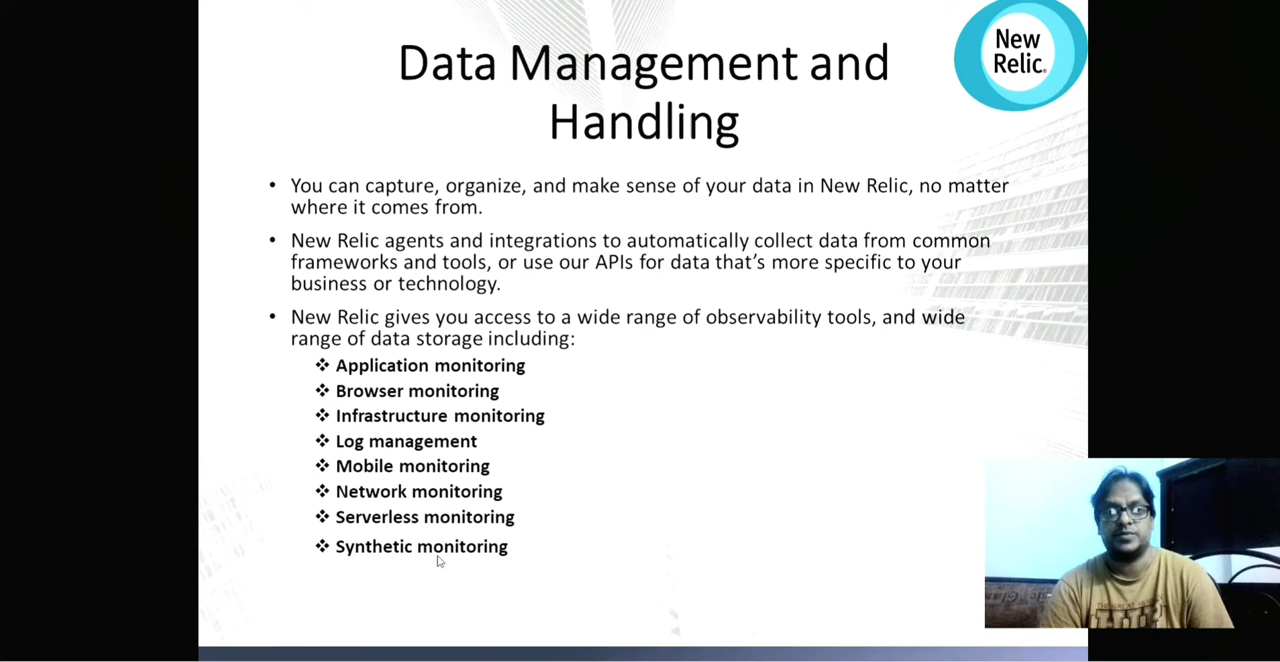 Data Management and
Handling
New
Relic.
• You can capture, organize, and make sense of your data in New Relic, no matter
where it comes from.
• New Relic agents and integrations to automatically collect data from common
frameworks and tools, or use our APIs for data that's more specific to your
business or technology.
• New Relic gives you access to a wide range of observability tools, and wide
range of data storage including:
❖ Application monitoring
❖ Browser monitoring
❖ Infrastructure monitoring
❖ Log management
❖ Mobile monitoring
❖ Network monitoring
❖ Serverless monitoring
❖ Synthetic monitoring
THE GREAT